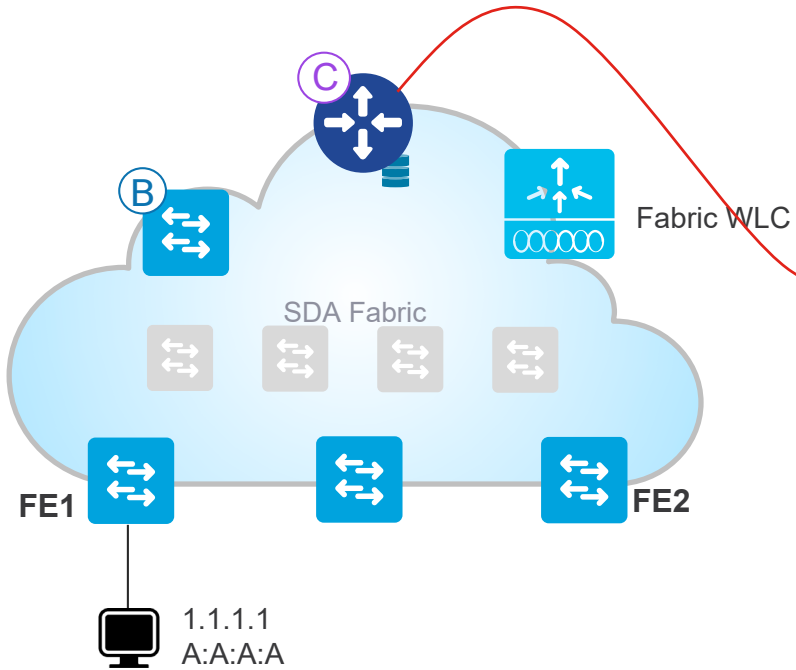 C
B
Fabric WLC
SDA Fabric
FE1
FE2
1.1.1.1
A:A:A:A